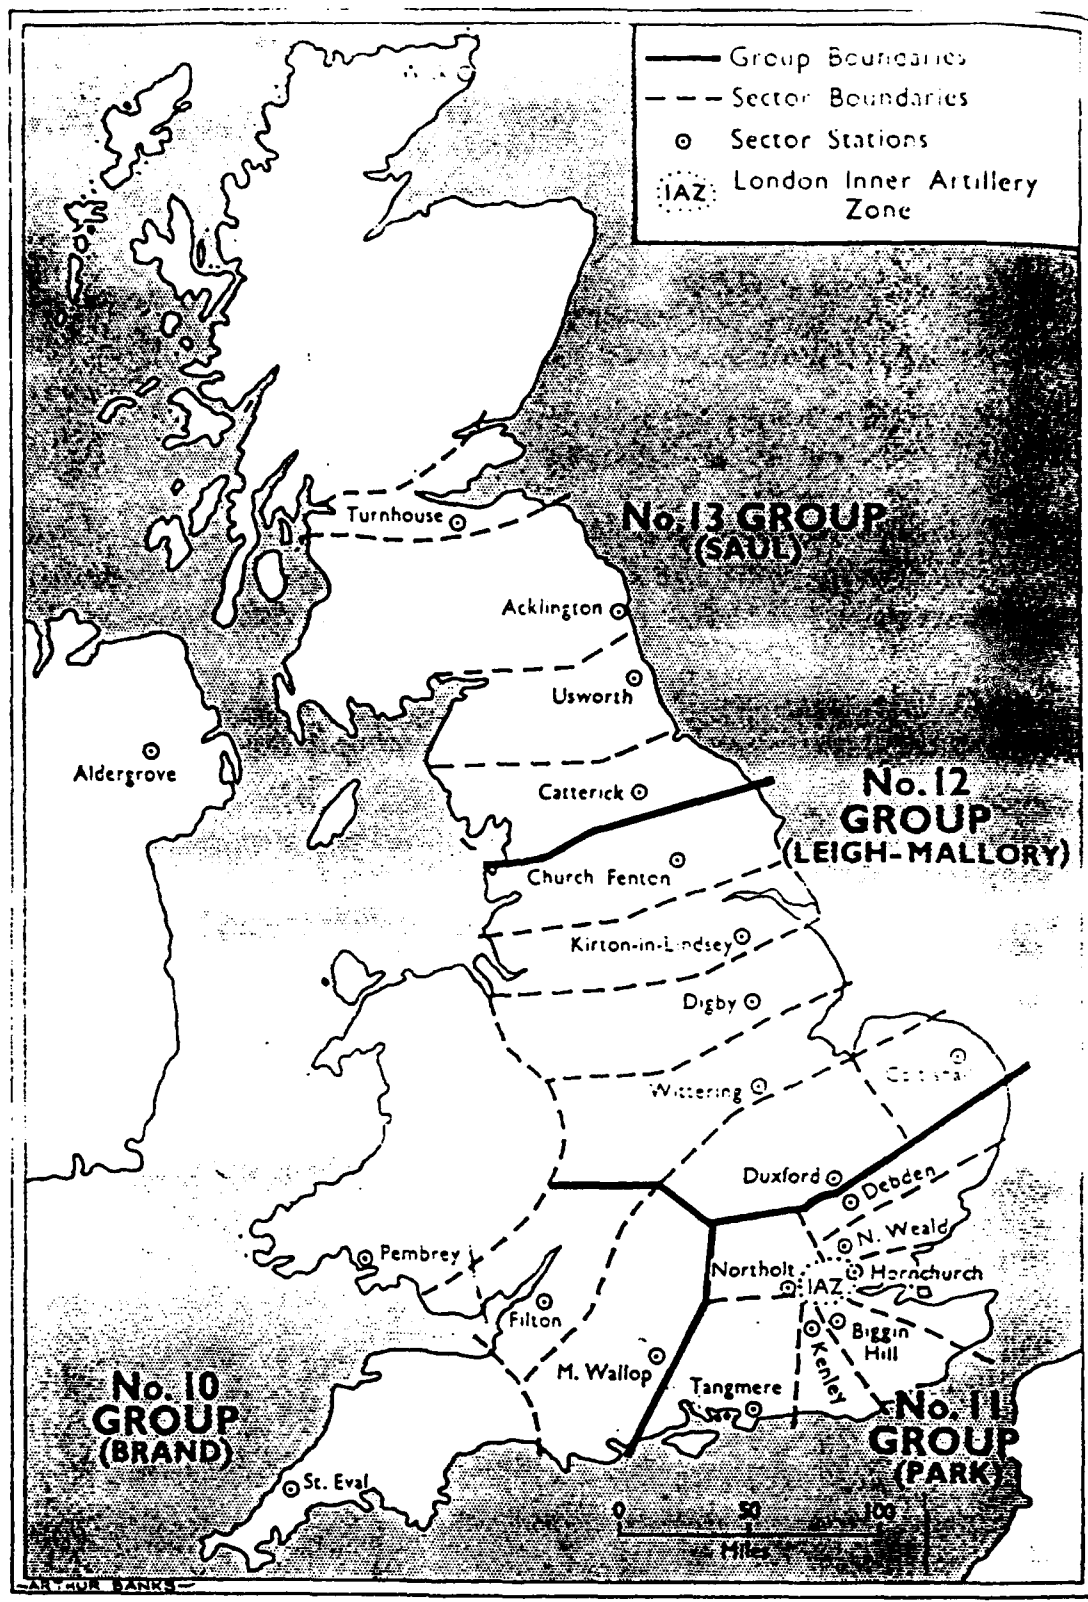 Group Boundaries
Sector Boundaries
Sector Stations
IAZ
London Inner Artillery
Zone
WICK
Turnhouse
No. 13 GROUP
(SAUL)
Acklington
Usworth
Aldergrove
Catterick
No. 12
GROUP
(LEIGH-MALLORY)
Church Fenton
Kirton-in-Lindsey
Digby
Coltishall
Wittering
Duxford
Debden
N. Weald
Pembrey
Northolt
IAZ
Hornchurch
Filton
Biggin
Hill
Kenley
M. Wallop
Tangmere
No. 10
GROUP
(BRAND)
No. 11
GROUP
(PARK)
St. Eval
0 50 100
Miles
ARTHUR BANKS